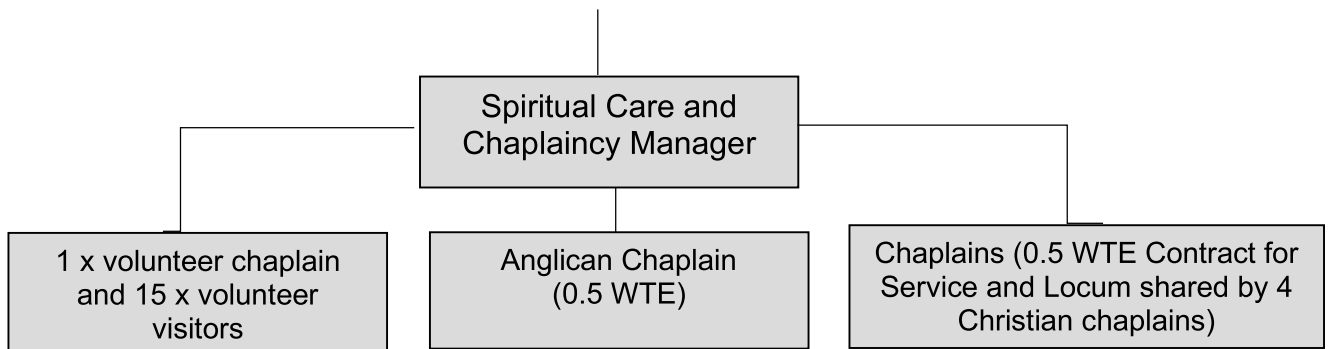 Spiritual Care and
Chaplaincy Manager
1 x volunteer chaplain
and 15 x volunteer
visitors
Anglican Chaplain
(0.5 WTE)
Chaplains (0.5 WTE Contract for
Service and Locum shared by 4
Christian chaplains)